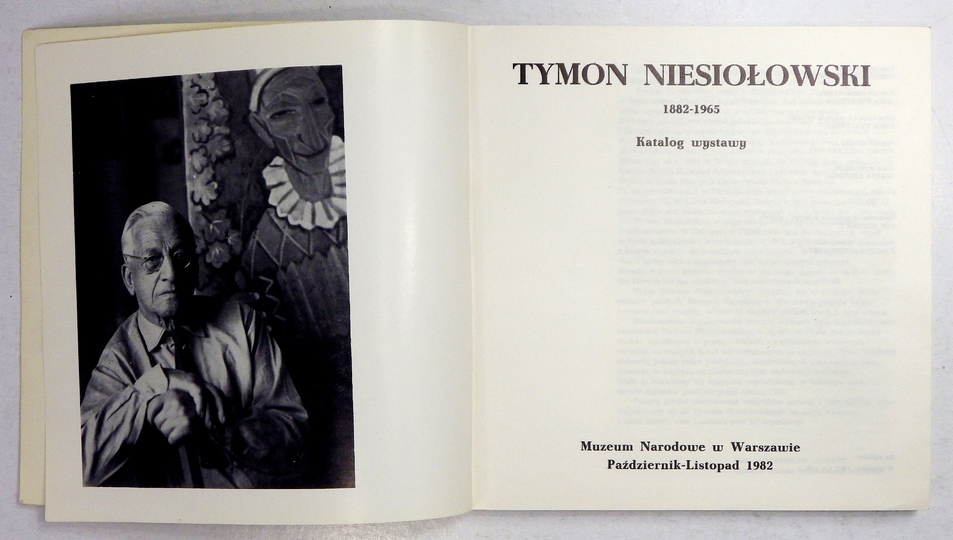 TYMON NIESIOŁOWSKI
1882-1965
Katalog wystawy
Muzeum Narodowe w Warszawie
Październik-Listopad 1982